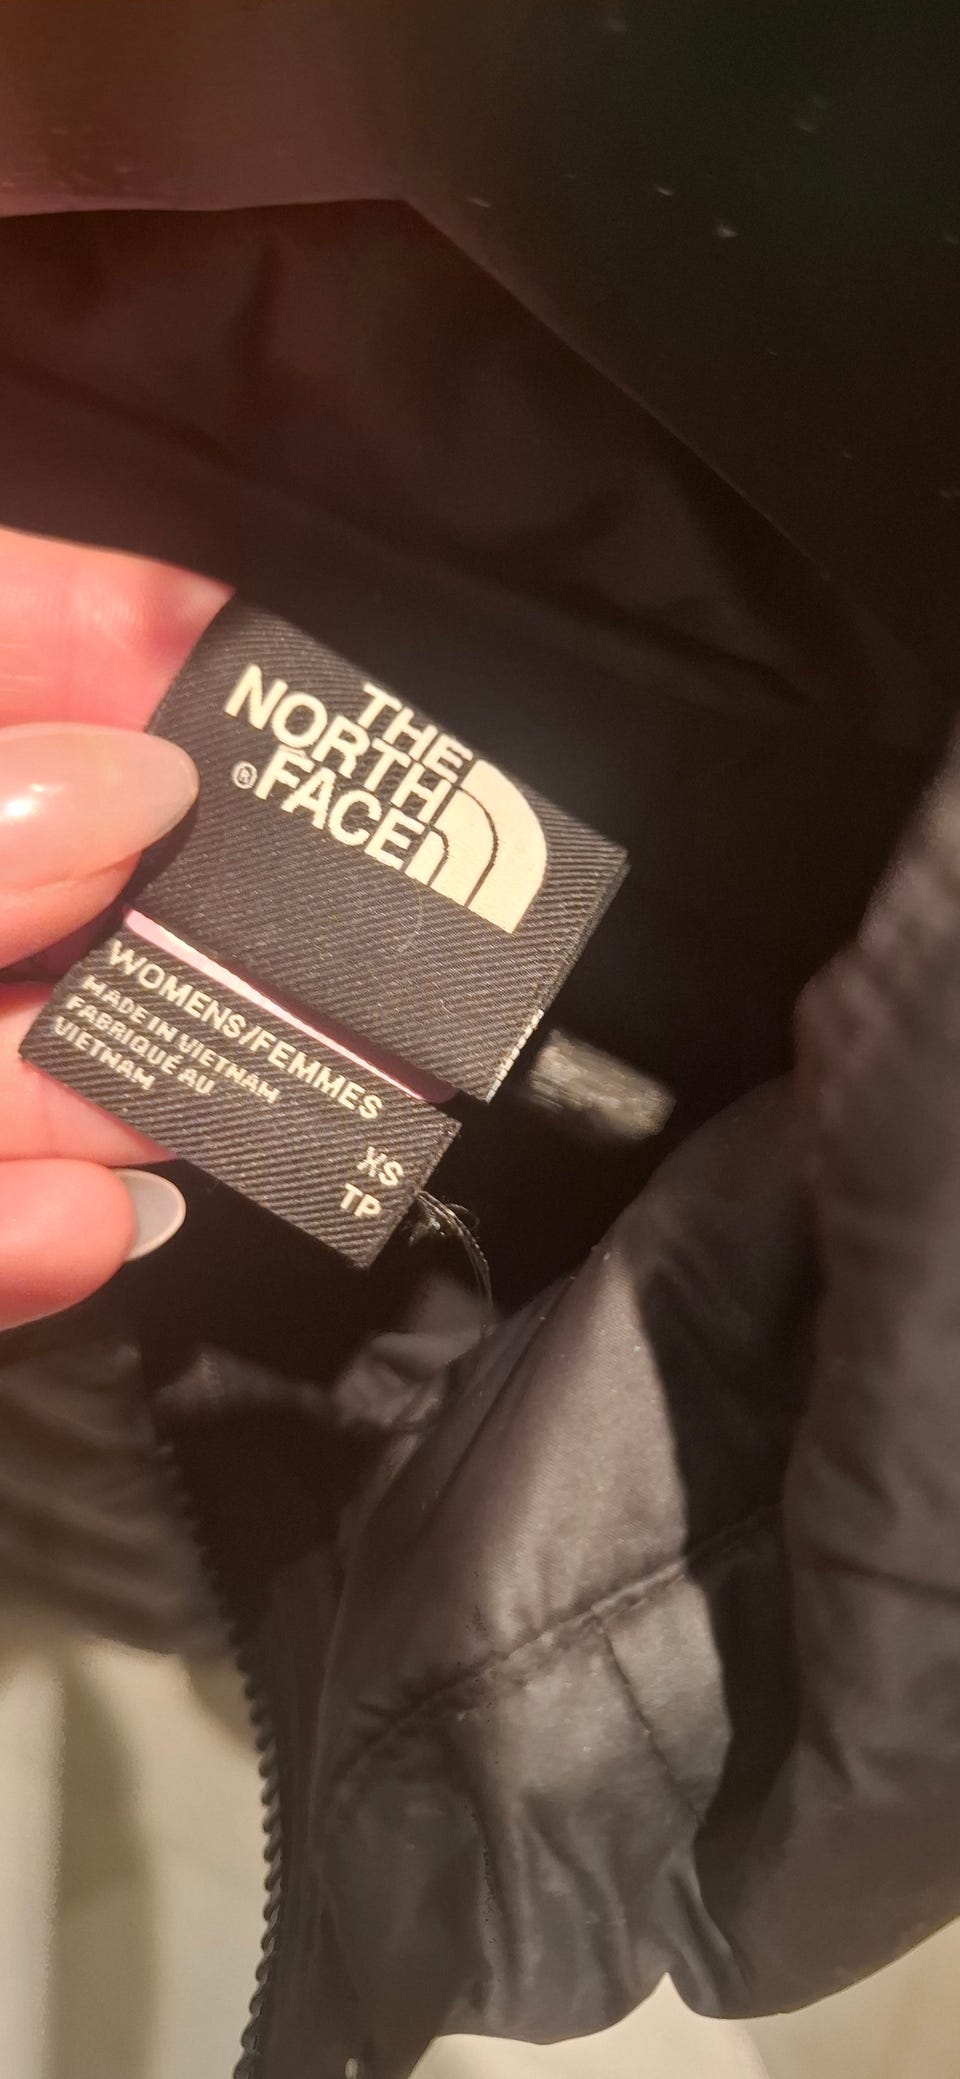 THE
NORTH
FACE®
WOMENS/FEMMES
MADE IN VIETNAM
FABRIQUÉ AU
VIETNAM
XS
TP